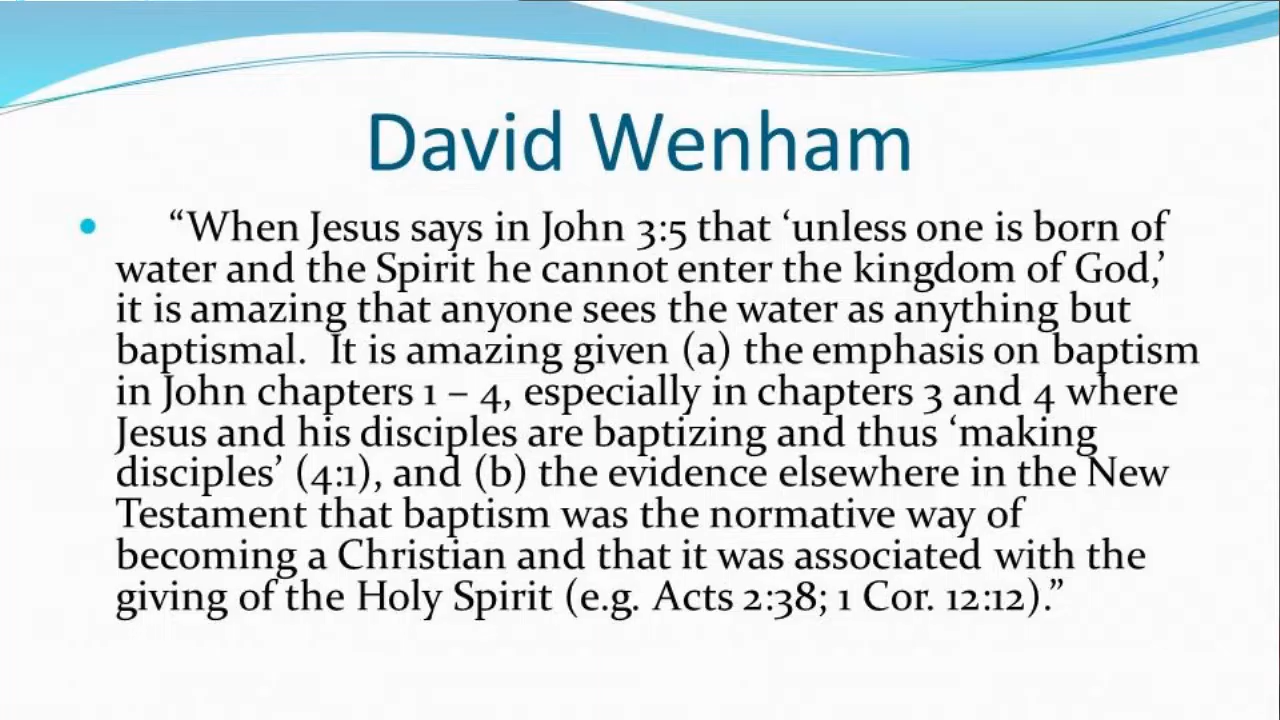 David Wenham
“When Jesus says in John 3:5 that ‘unless one is born of
water and the Spirit he cannot enter the kingdom of God,’
it is amazing that anyone sees the water as anything but
baptismal.  It is amazing given (a) the emphasis on baptism
in John chapters 1 – 4, especially in chapters 3 and 4 where
Jesus and his disciples are baptizing and thus ‘making
disciples’ (4:1), and (b) the evidence elsewhere in the New
Testament that baptism was the normative way of
becoming a Christian and that it was associated with the
giving of the Holy Spirit (e.g. Acts 2:38; 1 Cor. 12:12).”